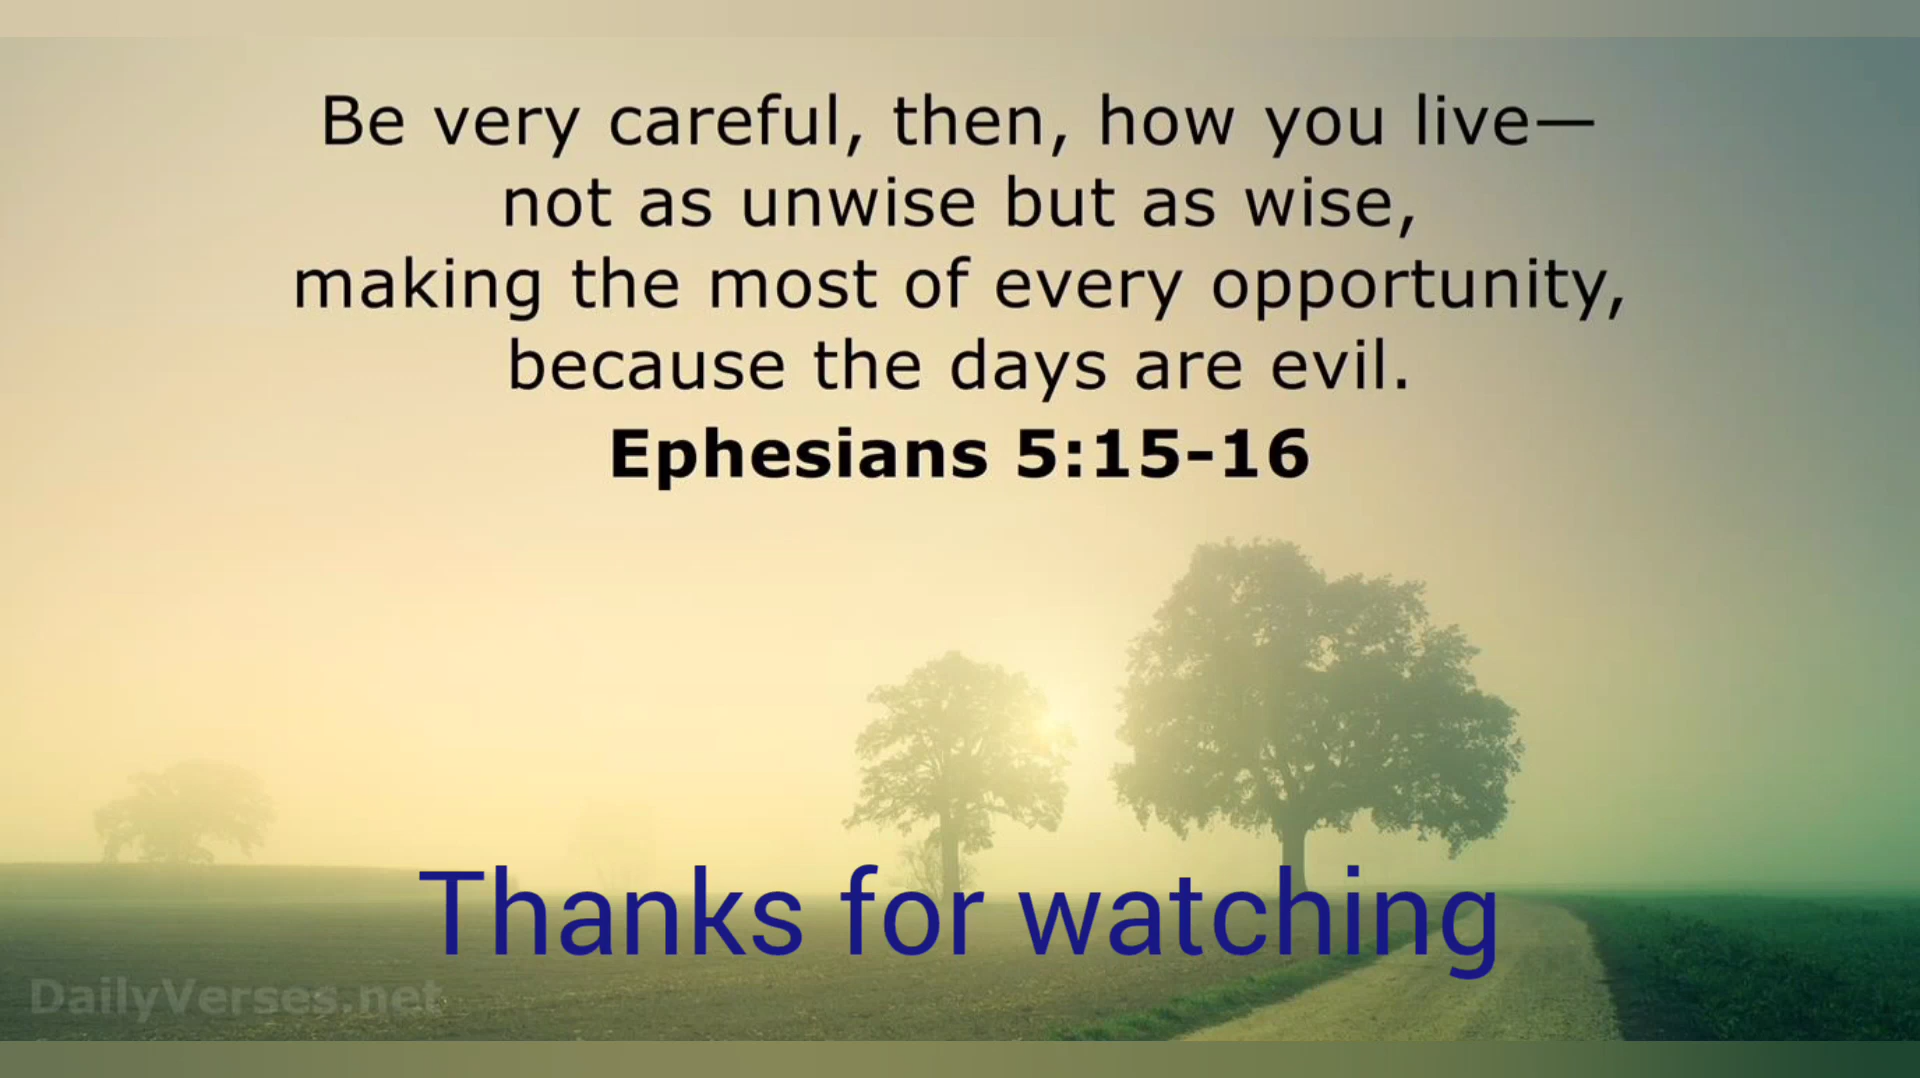 Be very careful, then, how you live—
not as unwise but as wise,
making the most of every opportunity,
because the days are evil.
Ephesians 5:15-16
Thanks for watching
DailyVerses.net